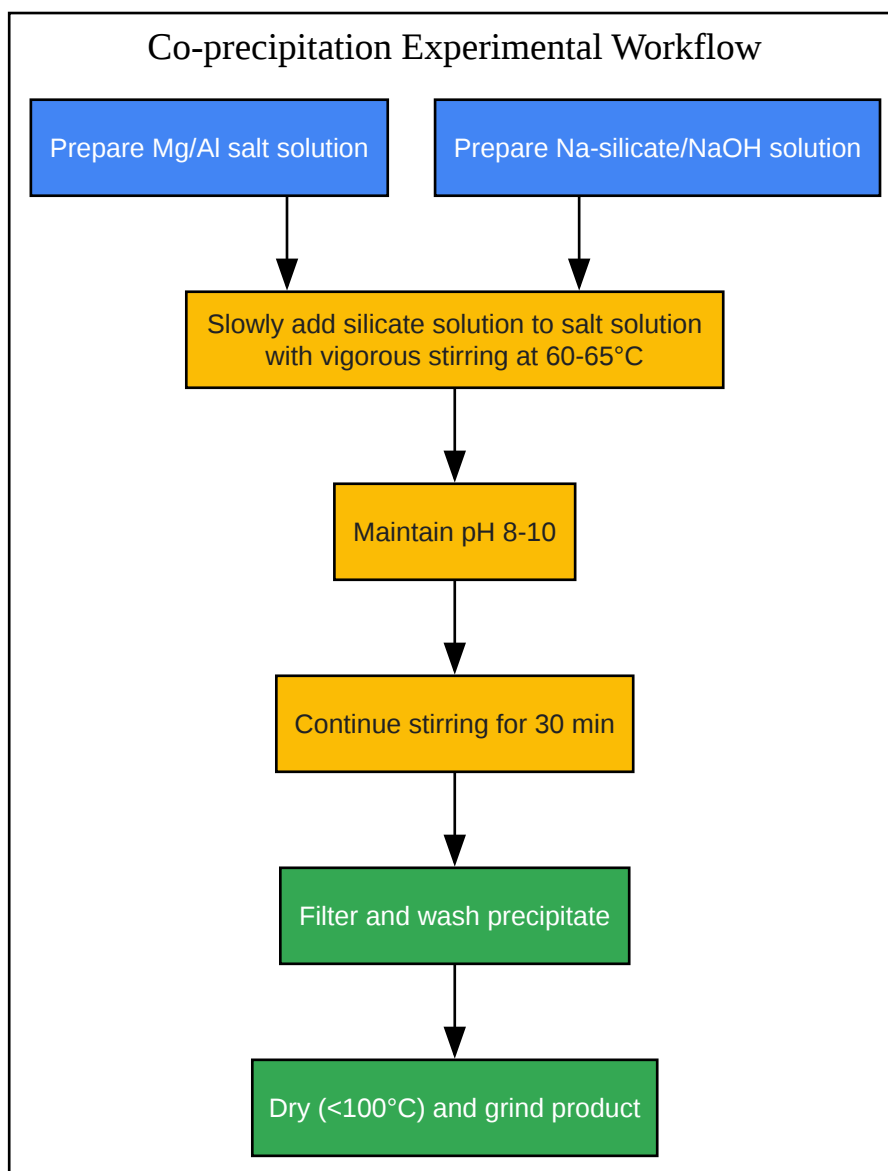 Co-precipitation Experimental Workflow
Prepare Mg/Al salt solution
Prepare Na-silicate/NaOH solution
Slowly add silicate solution to salt solution
with vigorous stirring at 60-65°C
Maintain pH 8-10
Continue stirring for 30 min
Filter and wash precipitate
Dry (<100°C) and grind product